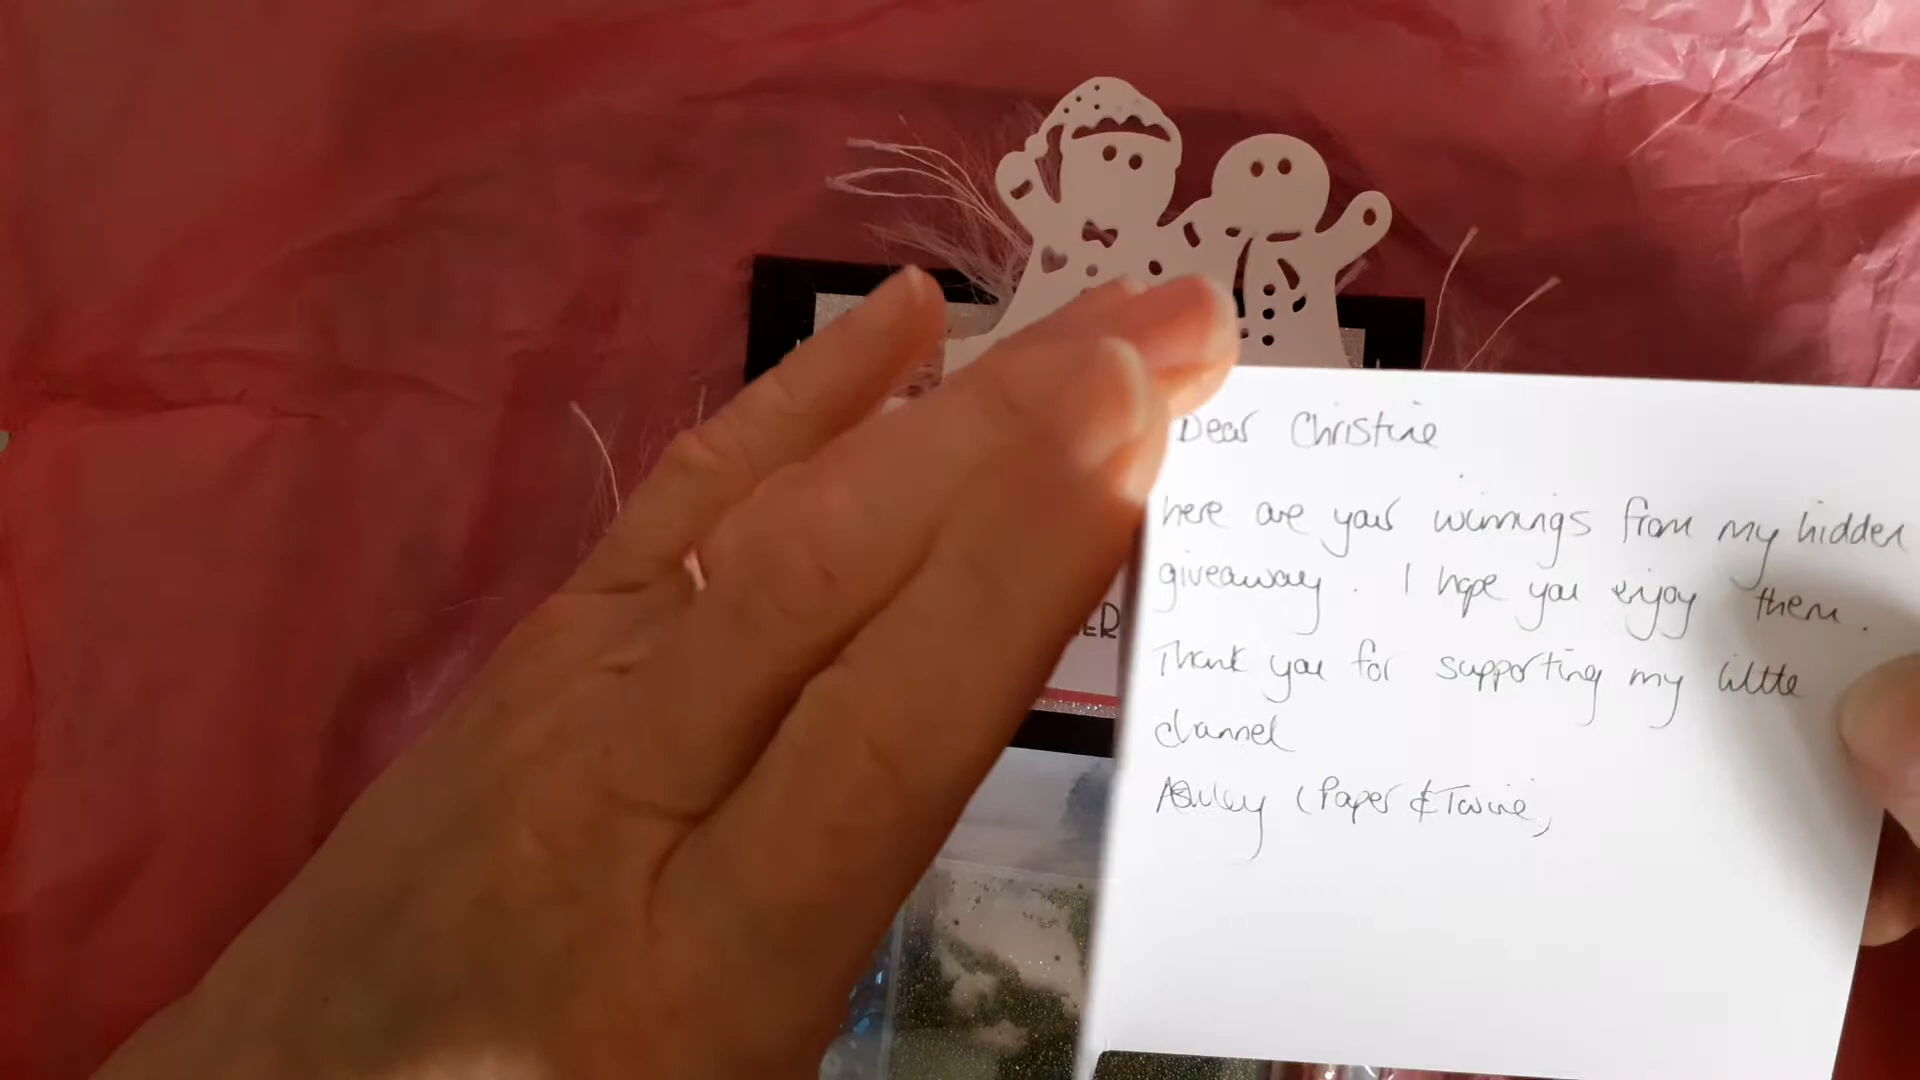 Dear Christine
here are your winnings from my hidden
giveaway. I hope you enjoy them.
Thank you for supporting my little
channel
Ashley (Paper & Twine)
ER